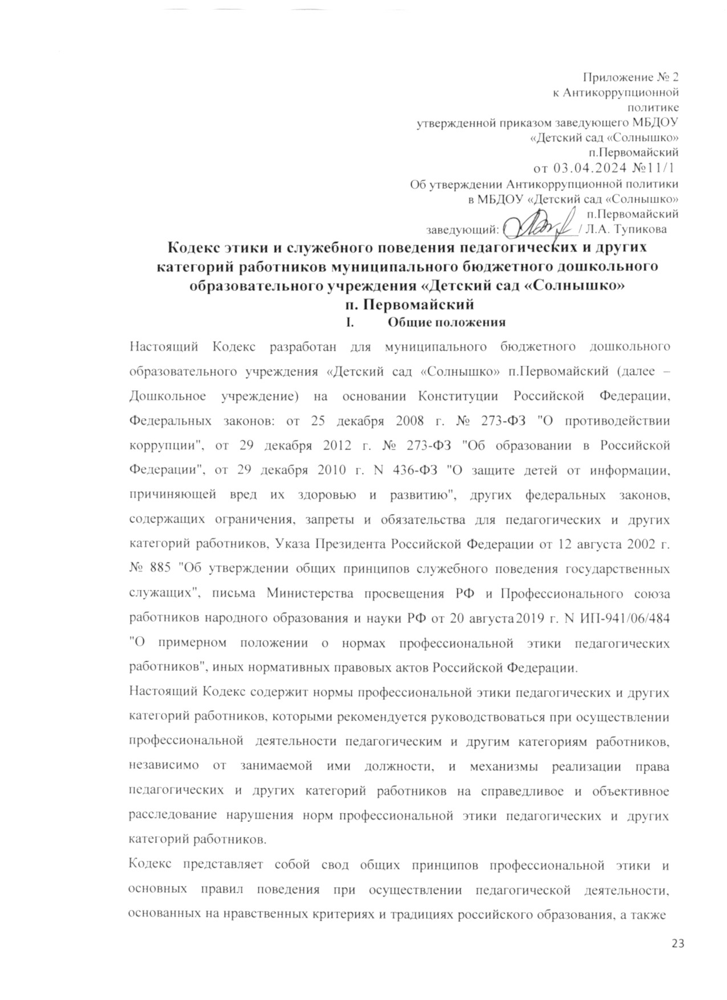 Приложение № 2
к Антикоррупционной
политике
утвержденной приказом заведующего МБДОУ
«Детский сад «Солнышко»
п.Первомайский
от 03.04.2024 №11/1
Об утверждении Антикоррупционной политики
в МБДОУ «Детский сад «Солнышко»
п.Первомайский
заведующий: / Л.А. Тупикова
Кодекс этики и служебного поведения педагогических и других
категорий работников муниципального бюджетного дошкольного
образовательного учреждения «Детский сад «Солнышко»
п. Первомайский
I. Общие положения
Настоящий Кодекс разработан для муниципального бюджетного дошкольного
образовательного учреждения «Детский сад «Солнышко» п.Первомайский (далее –
Дошкольное учреждение) на основании Конституции Российской Федерации,
Федеральных законов: от 25 декабря 2008 г. № 273-ФЗ "О противодействии
коррупции", от 29 декабря 2012 г. № 273-ФЗ "Об образовании в Российской
Федерации", от 29 декабря 2010 г. N 436-ФЗ "О защите детей от информации,
причиняющей вред их здоровью и развитию", других федеральных законов,
содержащих ограничения, запреты и обязательства для педагогических и других
категорий работников, Указа Президента Российской Федерации от 12 августа 2002 г.
№ 885 "Об утверждении общих принципов служебного поведения государственных
служащих", письма Министерства просвещения РФ и Профессионального союза
работников народного образования и науки РФ от 20 августа2019 г. N ИП-941/06/484
"О примерном положении о нормах профессиональной этики педагогических
работников", иных нормативных правовых актов Российской Федерации.
Настоящий Кодекс содержит нормы профессиональной этики педагогических и других
категорий работников, которыми рекомендуется руководствоваться при осуществлении
профессиональной деятельности педагогическим и другим категориям работников,
независимо от занимаемой ими должности, и механизмы реализации права
педагогических и других категорий работников на справедливое и объективное
расследование нарушения норм профессиональной этики педагогических и других
категорий работников.
Кодекс представляет собой свод общих принципов профессиональной этики и
основных правил поведения при осуществлении педагогической деятельности,
основанных на нравственных критериях и традициях российского образования, а также
23